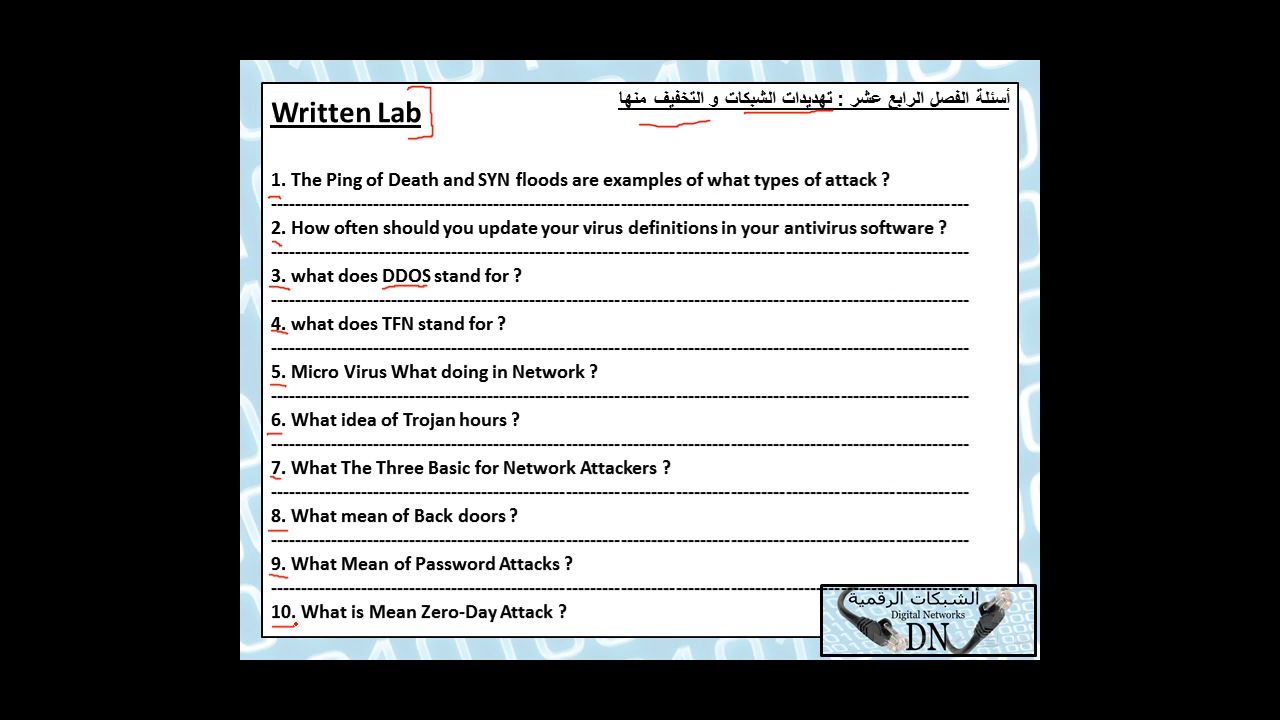 Written Lab
أسئلة الفصل الرابع عشر : تهديدات الشبكات و التخفيف منها
1. The Ping of Death and SYN floods are examples of what types of attack ?
2. How often should you update your virus definitions in your antivirus software ?
3. what does DDOS stand for ?
4. what does TFN stand for ?
5. Micro Virus What doing in Network ?
6. What idea of Trojan hours ?
7. What The Three Basic for Network Attackers ?
8. What mean of Back doors ?
9. What Mean of Password Attacks ?
10. What is Mean Zero-Day Attack ?
الشبكات الرقمية
Digital Networks
DN